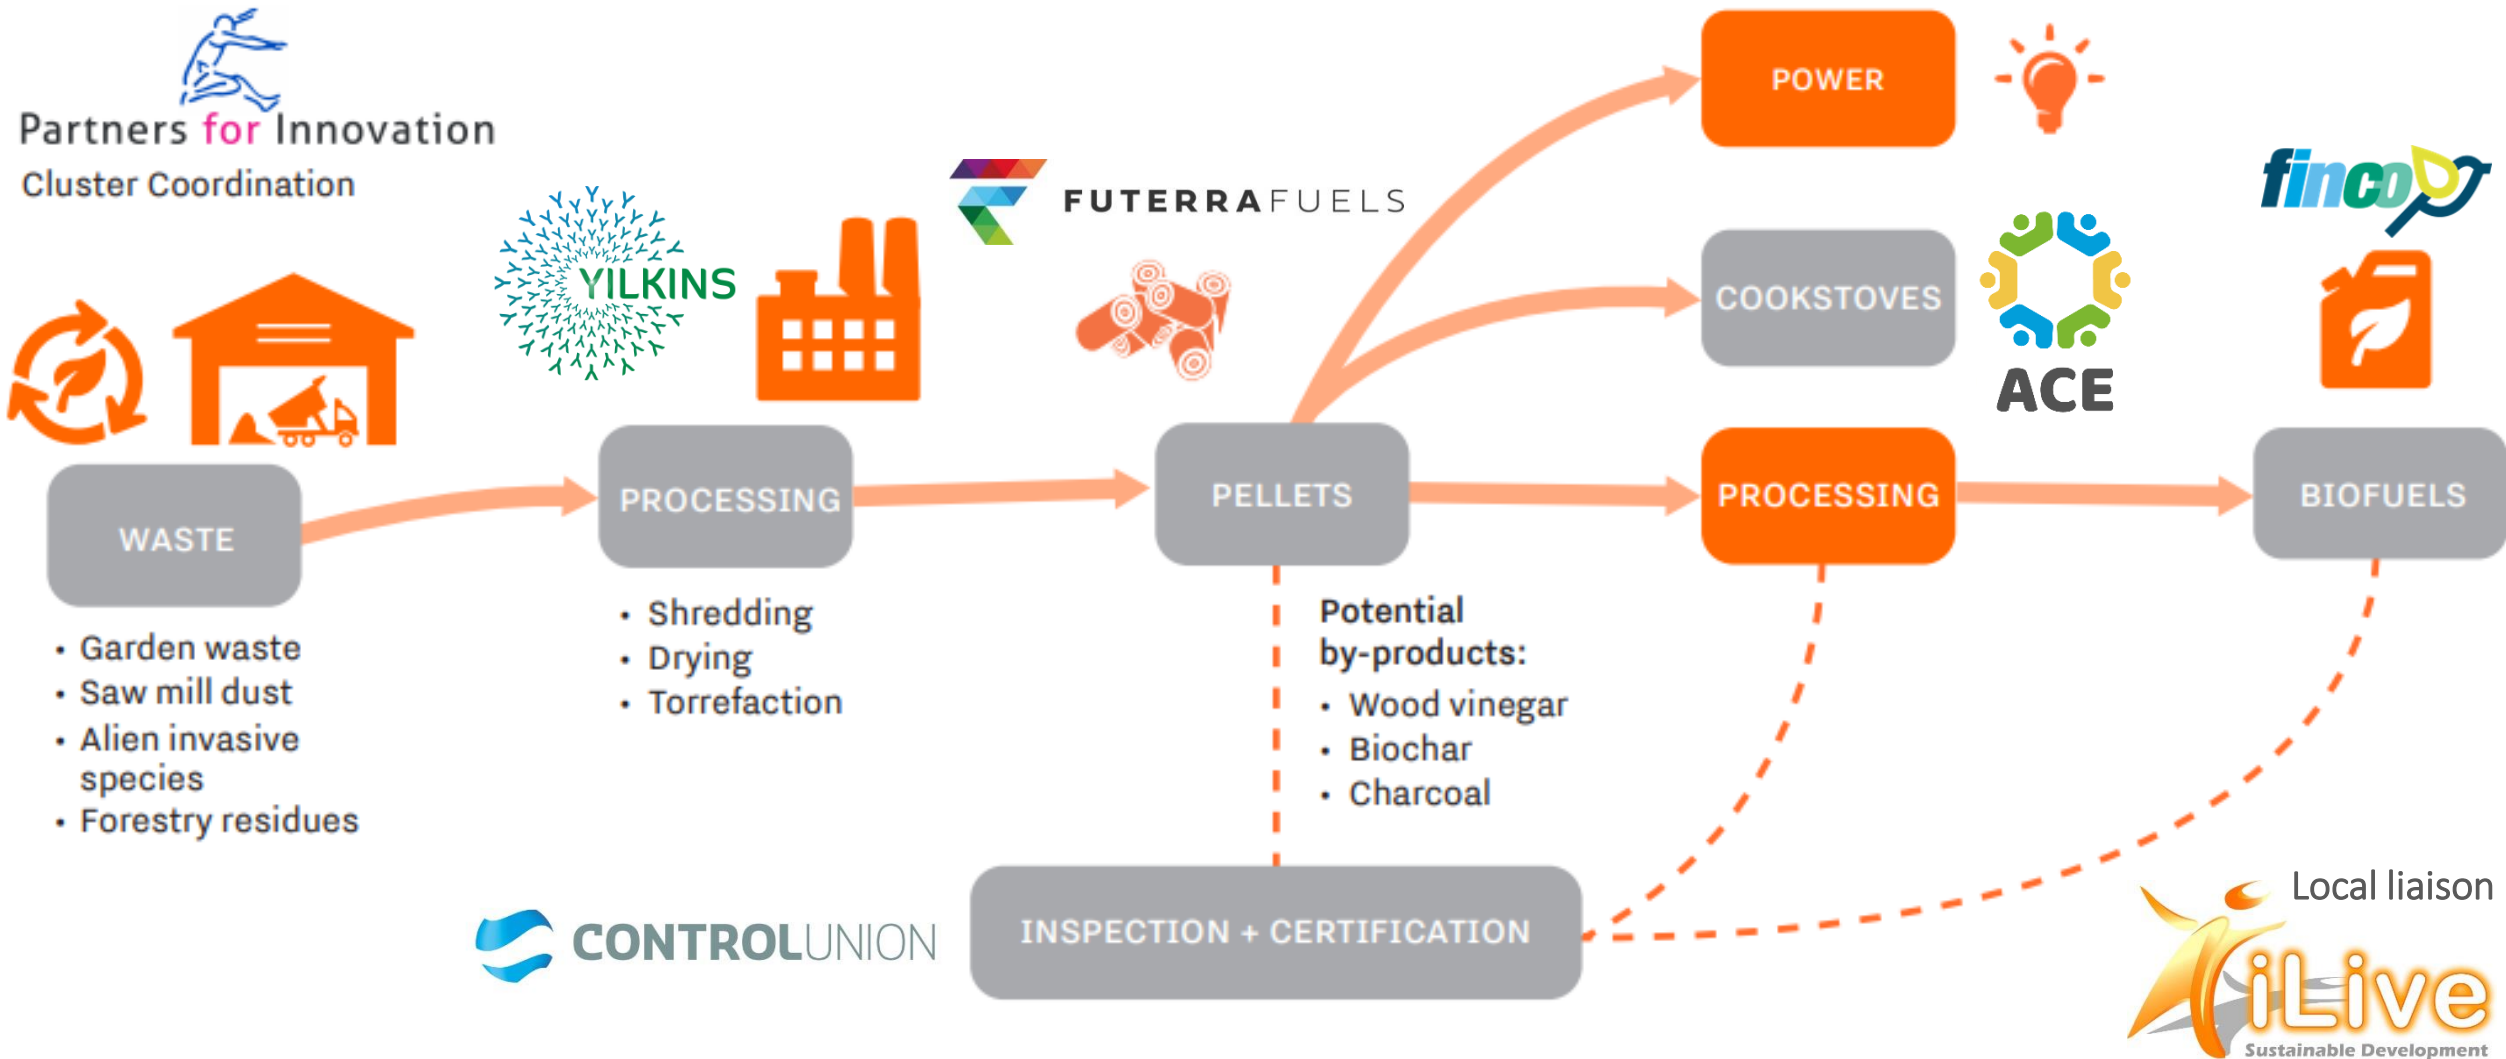 Partners for Innovation
Cluster Coordination
YILKINS
FUTERRAFUELS
POWER
finco
COOKSTOVES
ACE
WASTE
PROCESSING
PELLETS
PROCESSING
BIOFUELS
• Garden waste
• Saw mill dust
• Alien invasive
species
• Forestry residues
• Shredding
• Drying
• Torrefaction
Potential
by-products:
• Wood vinegar
• Biochar
• Charcoal
CONTROLUNION
INSPECTION + CERTIFICATION
Local liaison
iLive
Sustainable Development